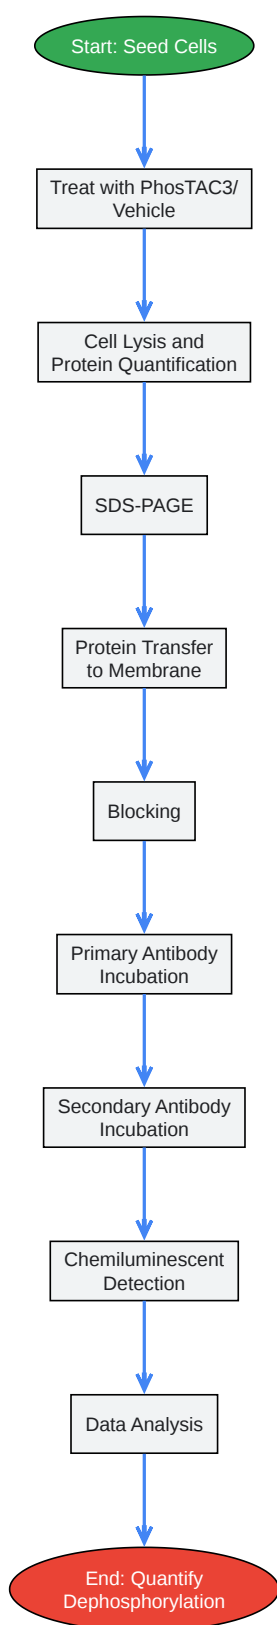 Start: Seed Cells
Treat with PhosTAC3/
Vehicle
Cell Lysis and
Protein Quantification
SDS-PAGE
Protein Transfer
to Membrane
Blocking
Primary Antibody
Incubation
Secondary Antibody
Incubation
Chemiluminescent
Detection
Data Analysis
End: Quantify
Dephosphorylation